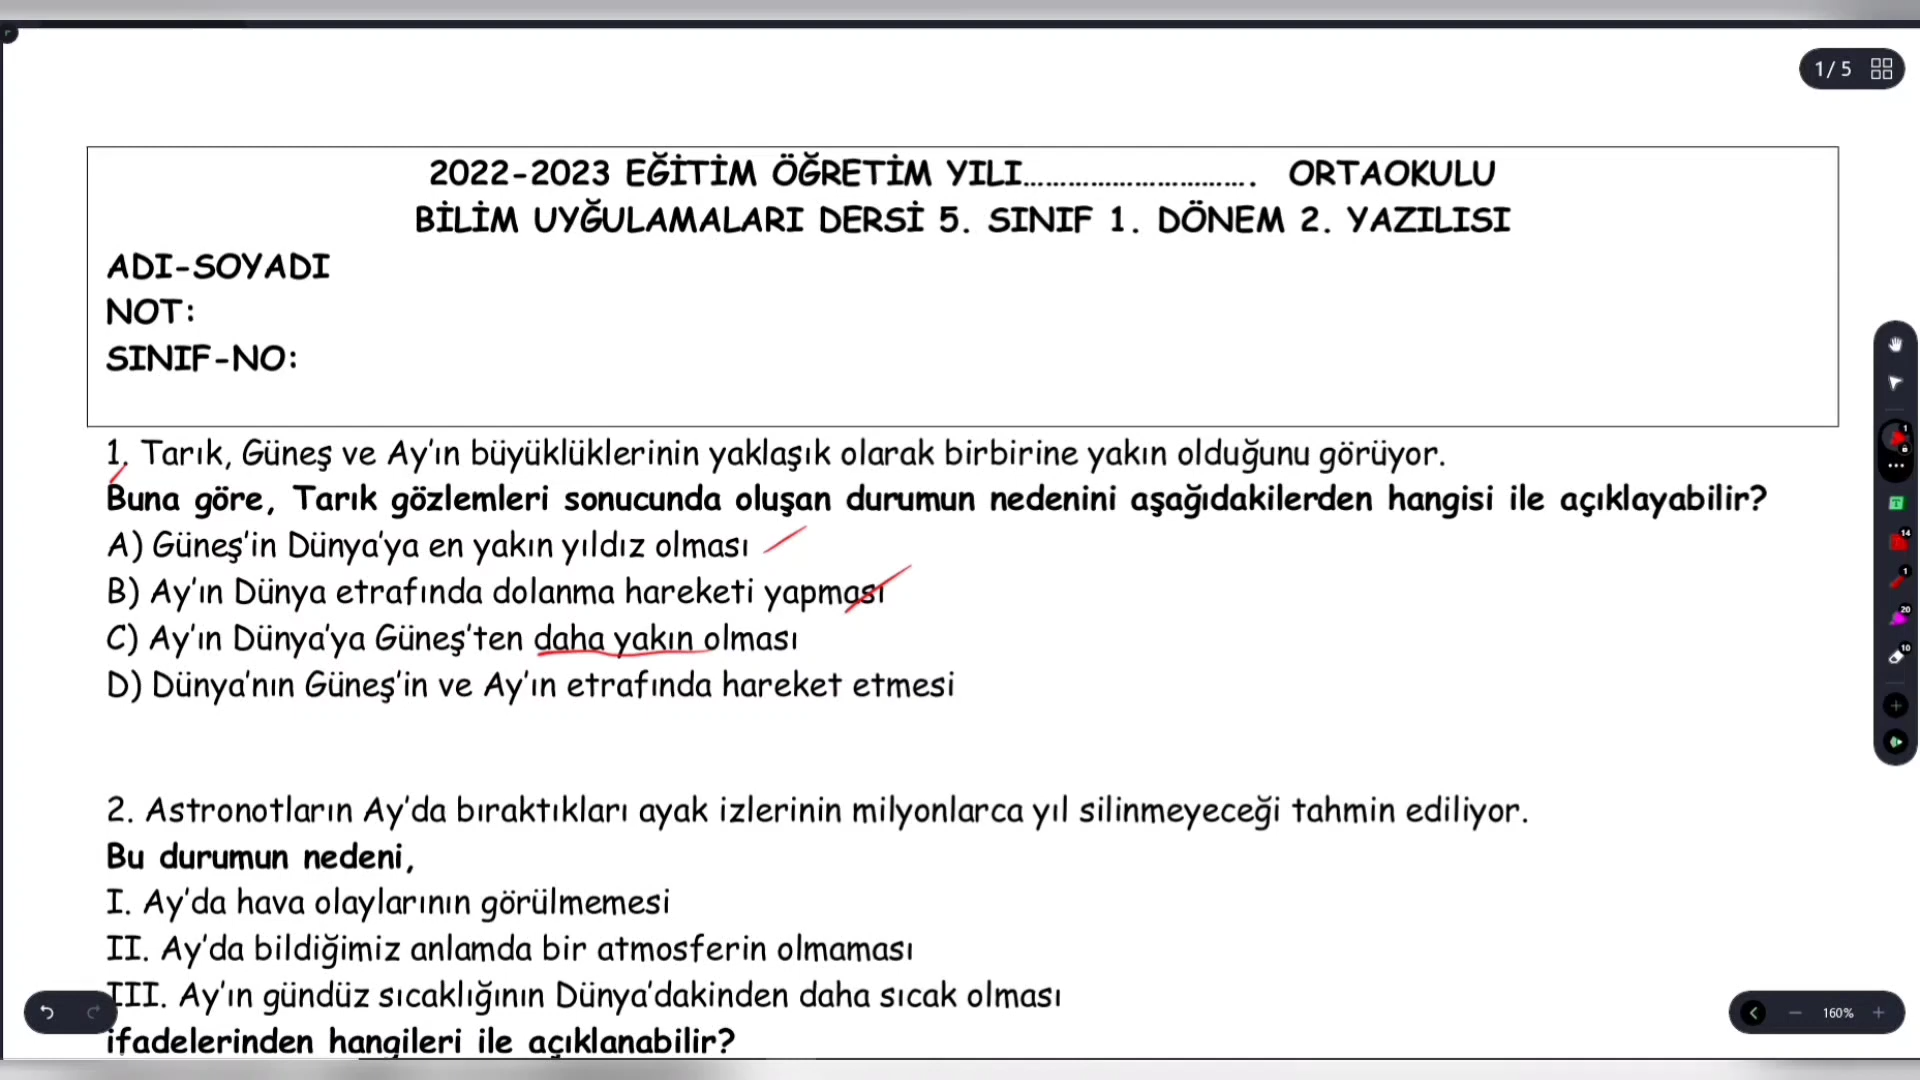 1/5
2022-2023 EĞİTİM ÖĞRETİM YILI............................ ORTAOKULU
BİLİM UYĞULAMALARI DERSİ 5. SINIF 1. DÖNEM 2. YAZILISI
ADI-SOYADI
NOT:
SINIF-NO:
1. Tarık, Güneş ve Ay'ın büyüklüklerinin yaklaşık olarak birbirine yakın olduğunu görüyor.
Buna göre, Tarık gözlemleri sonucunda oluşan durumun nedenini aşağıdakilerden hangisi ile açıklayabilir?
A) Güneş'in Dünya'ya en yakın yıldız olması
B) Ay'ın Dünya etrafında dolanma hareketi yapması
C) Ay'ın Dünya'ya Güneş'ten daha yakın olması
D) Dünya'nın Güneş'in ve Ay'ın etrafında hareket etmesi
2. Astronotların Ay'da bıraktıkları ayak izlerinin milyonlarca yıl silinmeyeceği tahmin ediliyor.
Bu durumun nedeni,
I. Ay'da hava olaylarının görülmemesi
II. Ay'da bildiğimiz anlamda bir atmosferin olmaması
III. Ay'ın gündüz sıcaklığının Dünya'dakinden daha sıcak olması
ifadelerinden hangileri ile açıklanabilir?
1
14
1
20
10
160%